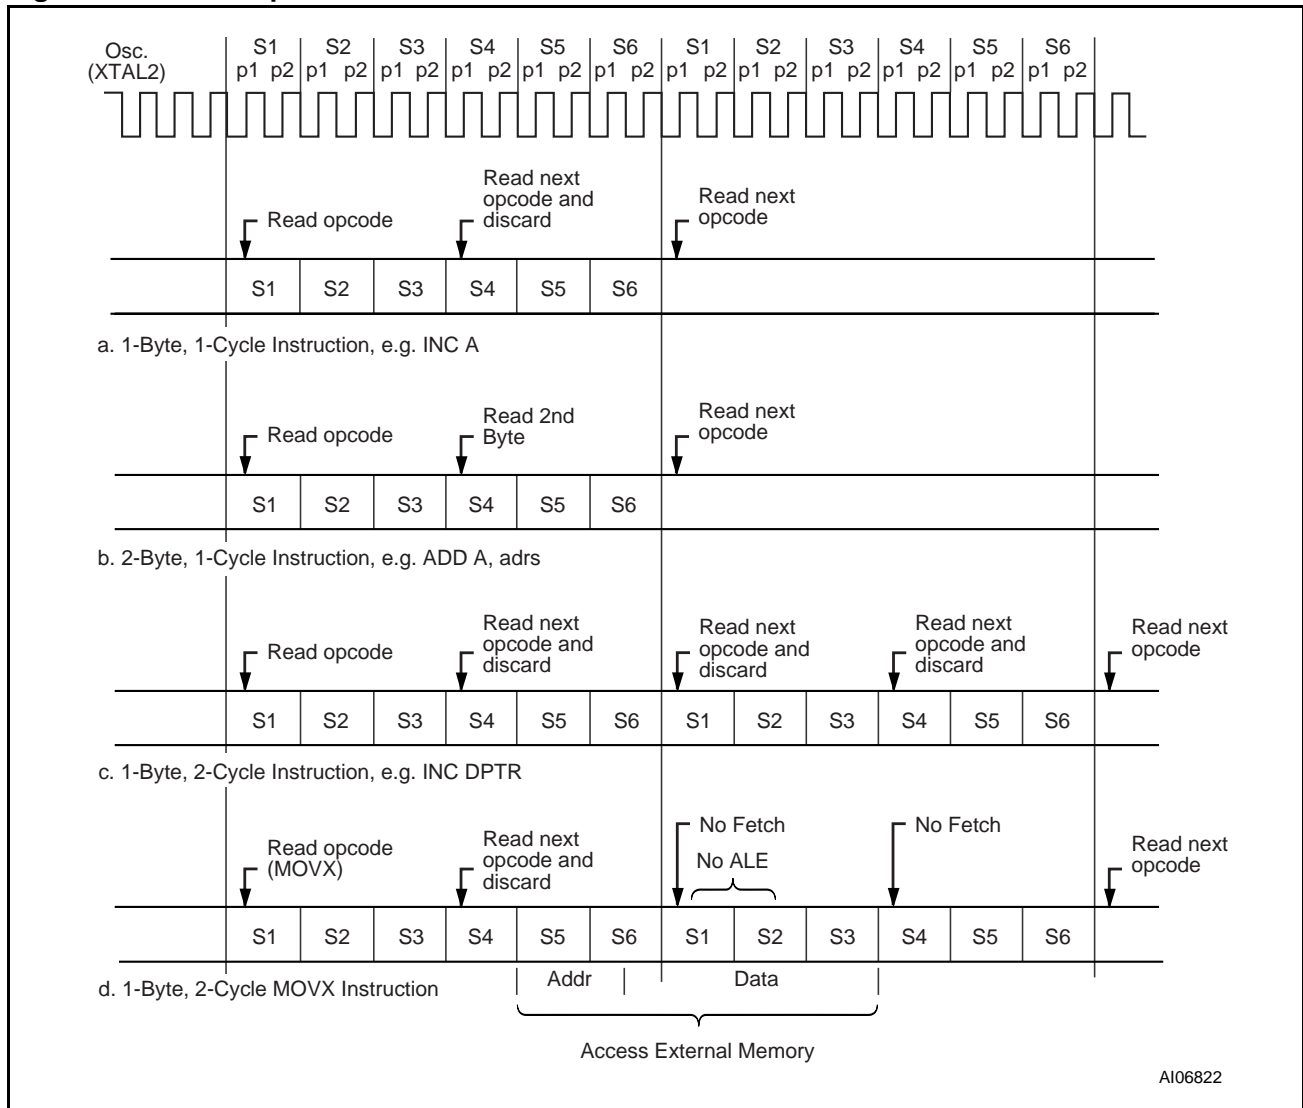 Osc.
(XTAL2)
S1 S2 S3 S4 S5 S6 S1 S2 S3 S4 S5 S6
p1 p2 p1 p2 p1 p2 p1 p2 p1 p2 p1 p2 p1 p2 p1 p2 p1 p2 p1 p2 p1 p2 p1 p2
Read opcode
Read next
opcode and
discard
Read next
opcode
S1 S2 S3 S4 S5 S6
a. 1-Byte, 1-Cycle Instruction, e.g. INC A
Read opcode
Read 2nd
Byte
Read next
opcode
S1 S2 S3 S4 S5 S6
b. 2-Byte, 1-Cycle Instruction, e.g. ADD A, adrs
Read opcode
Read next
opcode and
discard
Read next
opcode and
discard
Read next
opcode and
discard
Read next
opcode
S1 S2 S3 S4 S5 S6 S1 S2 S3 S4 S5 S6
c. 1-Byte, 2-Cycle Instruction, e.g. INC DPTR
Read opcode
(MOVX)
Read next
opcode and
discard
No Fetch
No ALE
No Fetch
Read next
opcode
S1 S2 S3 S4 S5 S6 S1 S2 S3 S4 S5 S6
d. 1-Byte, 2-Cycle MOVX Instruction
Addr
Data
Access External Memory
AI06822